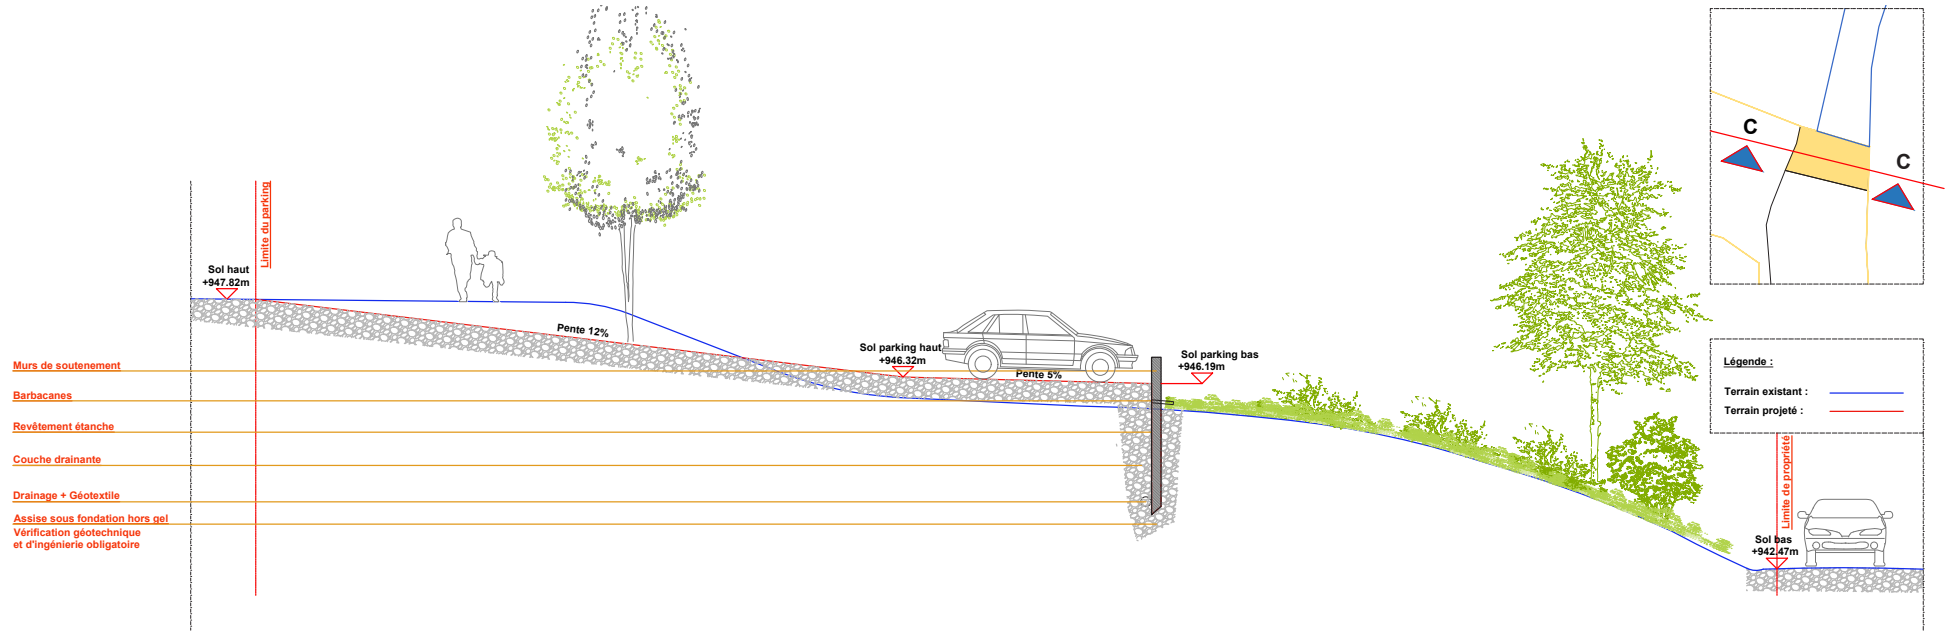 Limite du parking
Sol haut
+947.82m
Pente 12%
Sol parking haut
+946.32m
Pente 5%
Sol parking bas
+946.19m
Murs de soutenement
Barbacanes
Revêtement étanche
Couche drainante
Drainage + Géotextile
Assise sous fondation hors gel
Vérification géotechnique
et d'ingénierie obligatoire
C
C
Légende :
Terrain existant :
Terrain projeté :
Limite de propriété
Sol bas
+942.47m